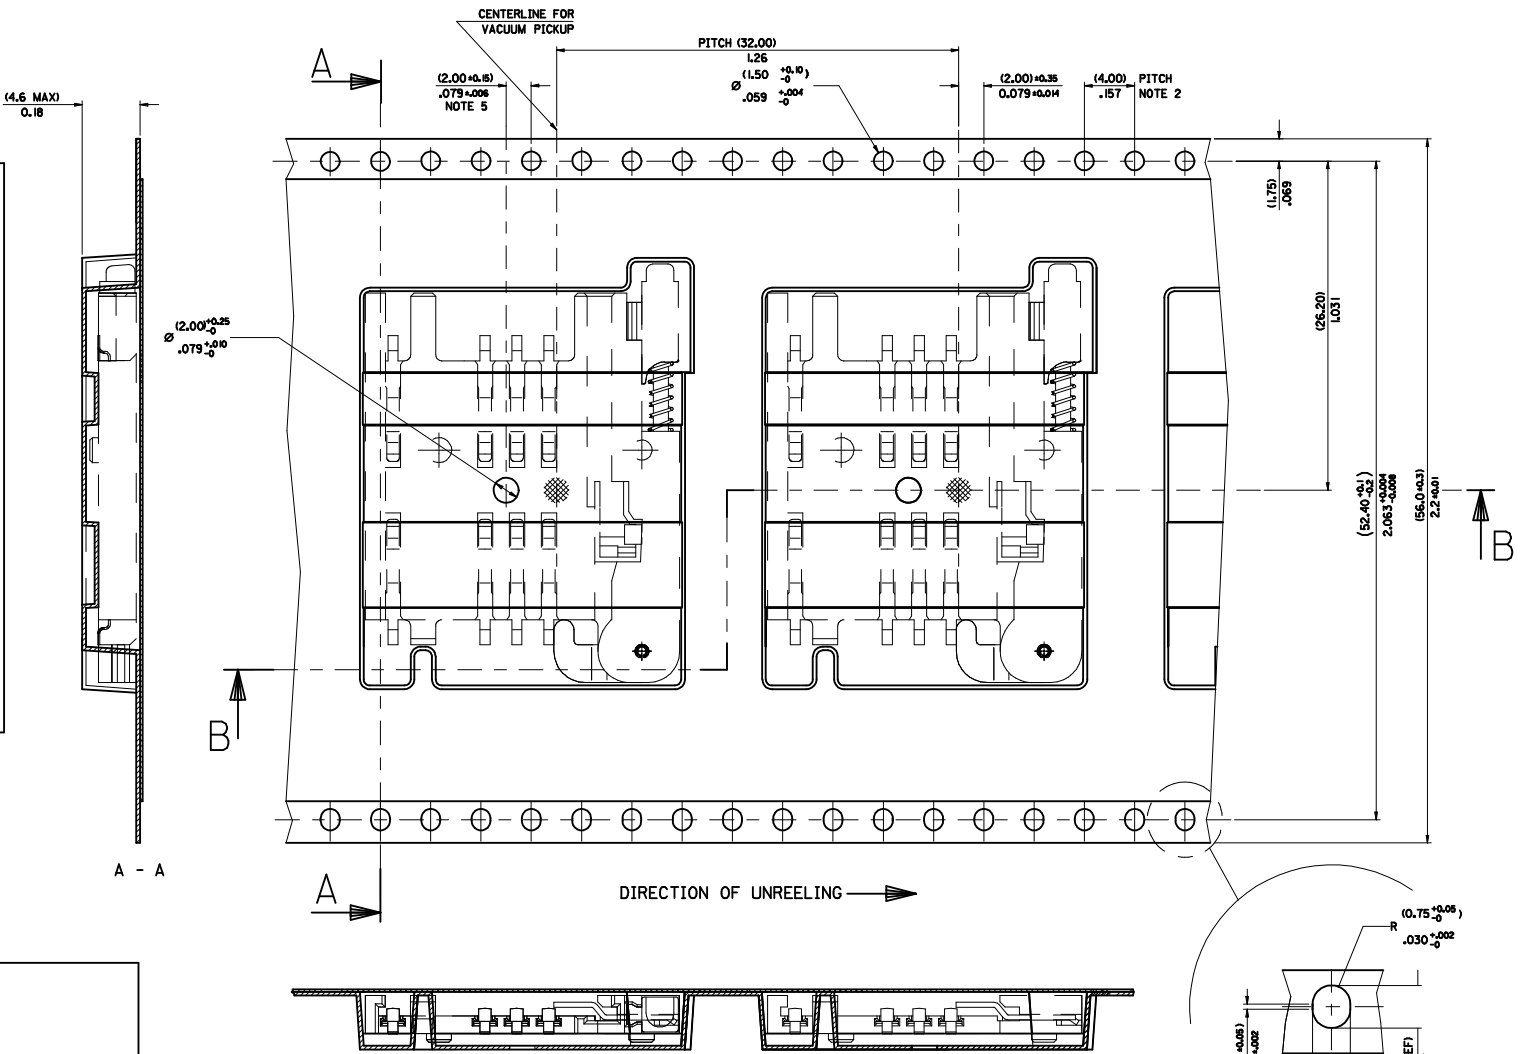 CENTERLINE FOR
VACUUM PICKUP
PITCH (32.00)
1.26
A
(2.00±0.15)
.079±.006
NOTE 5
Ø (1.50 +0.10 -0)
.059 +.004 -0
(2.00)±0.35
0.079±0.014
(4.00) PITCH
.157 NOTE 2
(4.6 MAX)
0.18
(1.75)
.069
(26.20)
1.031
(52.40 +0.1 -0.2)
2.063 +0.004 -0.008
(56.0±0.3)
2.2±0.01
Ø (2.00) +0.25 -0
.079 +.010 -0
B
B
A - A
A
DIRECTION OF UNREELING
R (0.75 +0.05 -0)
.030 +.002 -0
±0.05)
±.002
EF)